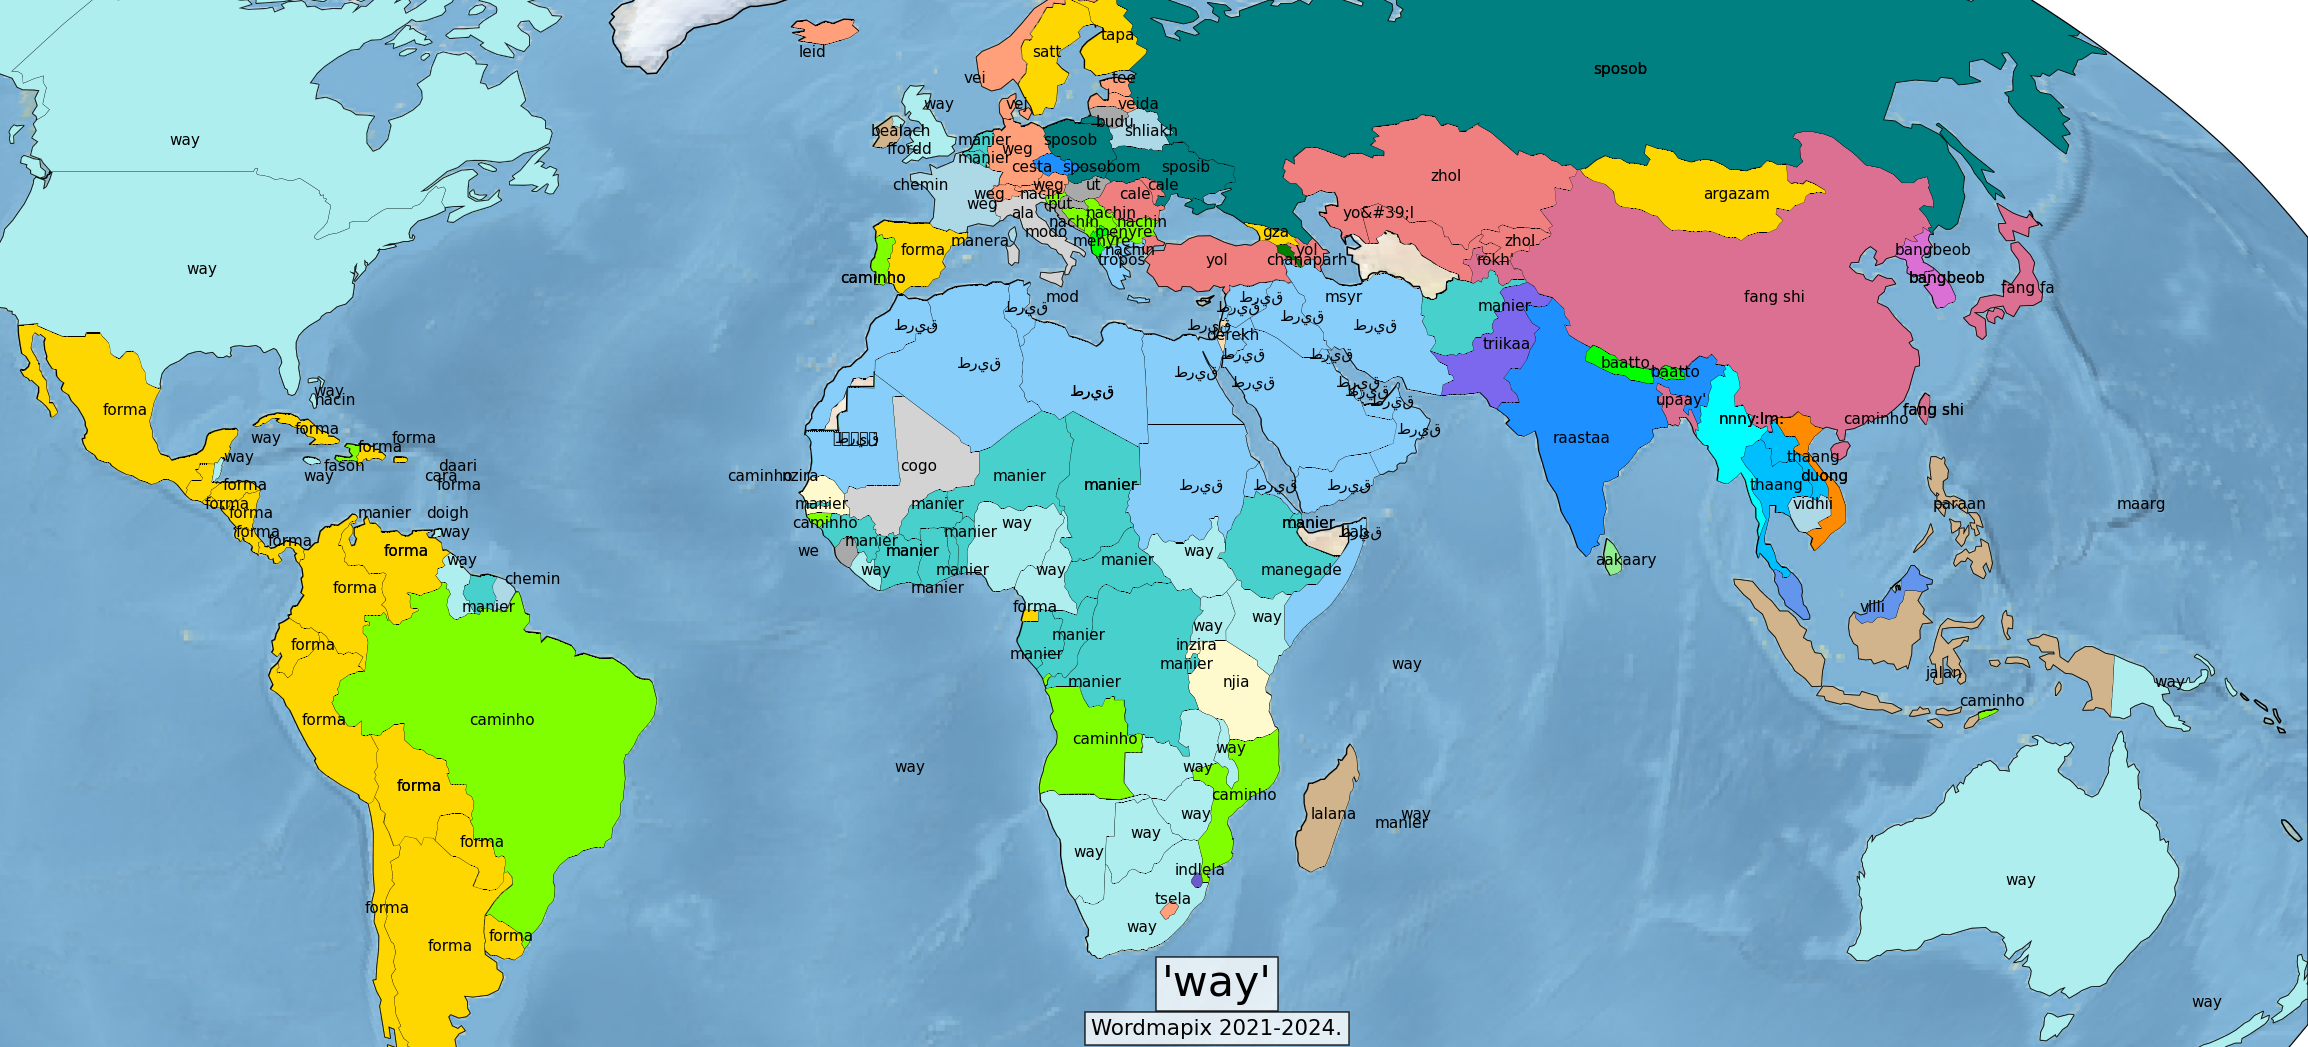 leid
tapa
satt
sposob
vei
tee
way
vej
veida
budu
bealach
shliakh
way
manier
sposob
ffordd
weg
manier
cesta
sposobom
sposib
zhol
chemin
weg
ut
cale
cale
argazam
weg
nacin
put
weg
ala
nachin
yo&#39;l
nachin
nachin
modo
gza
manera
menyre
menyre
zhol
forma
nachin
yol
bangbeob
tropos
yol
chanaparh
rokh'
way
caminho
bangbeob
mod
msyr
fang shi
fang fa
طريق
طريق
manier
طريق
طريق
طريق
طريق
طريق
derekh
triikaa
طريق
طريق
طريق
baatto
طريق
طريق
baatto
way
طريق
طريق
nacin
طريق
طريق
upaay'
forma
fang shi
nnny:lm:
caminho
forma
طريق
way
forma
طريق
raastaa
forma
way
thaang
fason
daari
cogo
way
cara
caminho
nzira
manier
duong
forma
forma
manier
طريق
طريق
طريق
thaang
forma
manier
manier
vidhii
paraan
maarg
forma
manier
doigh
caminho
way
manier
forma
way
manier
bab
طريق
forma
manier
forma
we
manier
way
way
manier
aakaary
way
way
manier
manegade
chemin
forma
manier
manier
forma
villi
way
way
manier
forma
inzira
manier
manier
way
jalan
manier
njia
way
caminho
forma
caminho
caminho
way
way
way
forma
caminho
lalana
way
way
manier
way
forma
way
indlela
way
tsela
forma
way
forma
forma
'way'
way
Wordmapix 2021-2024.